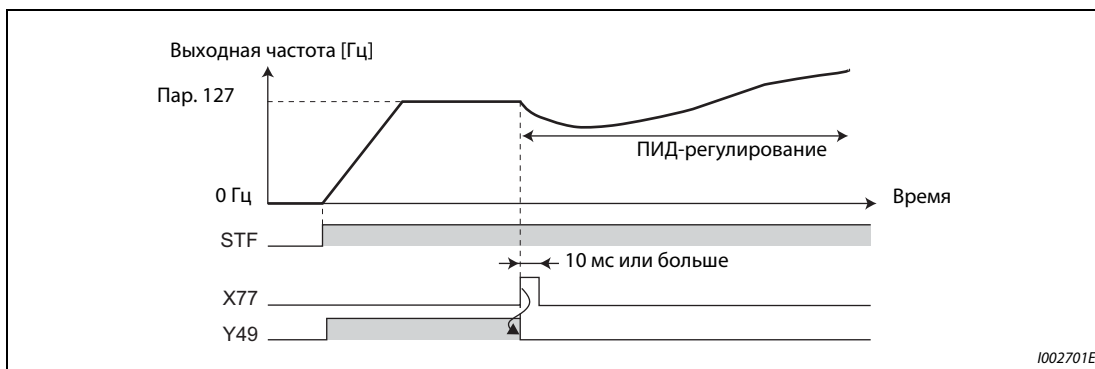 Выходная частота [Гц]
Пар. 127
ПИД-регулирование
0 Гц
Время
STF
10 мс или больше
X77
Y49
I002701E